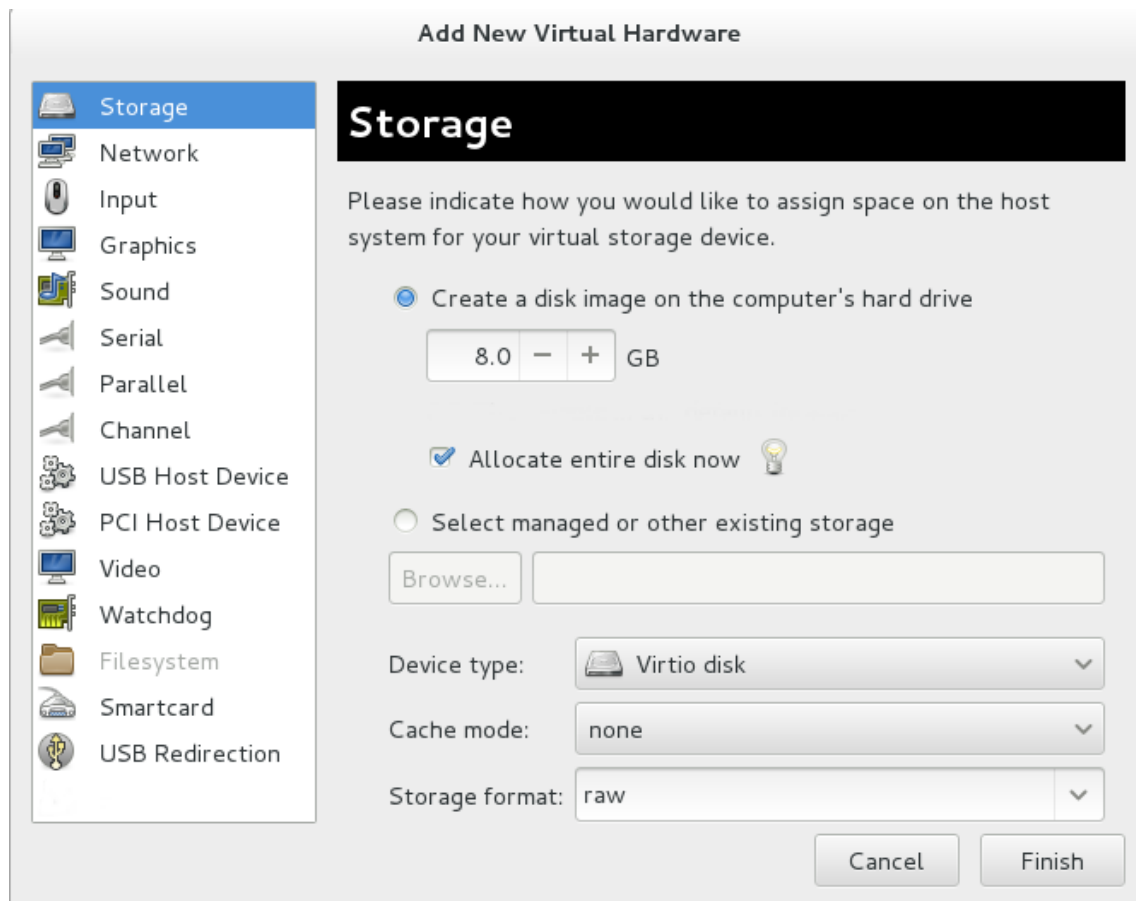 Add New Virtual Hardware
Storage
Network
Input
Graphics
Sound
Serial
Parallel
Channel
USB Host Device
PCI Host Device
Video
Watchdog
Filesystem
Smartcard
USB Redirection
Storage
Please indicate how you would like to assign space on the host
system for your virtual storage device.
Create a disk image on the computer's hard drive
8.0 − + GB
Allocate entire disk now
Select managed or other existing storage
Browse...
Device type: Virtio disk
Cache mode: none
Storage format: raw
Cancel Finish